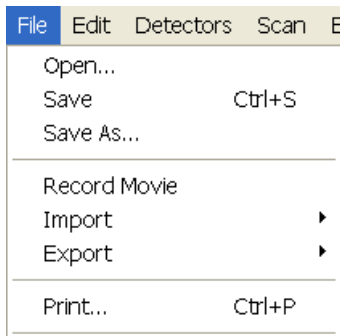 File Edit Detectors Scan
Open...
Save Ctrl+S
Save As...
Record Movie
Import
Export
Print... Ctrl+P